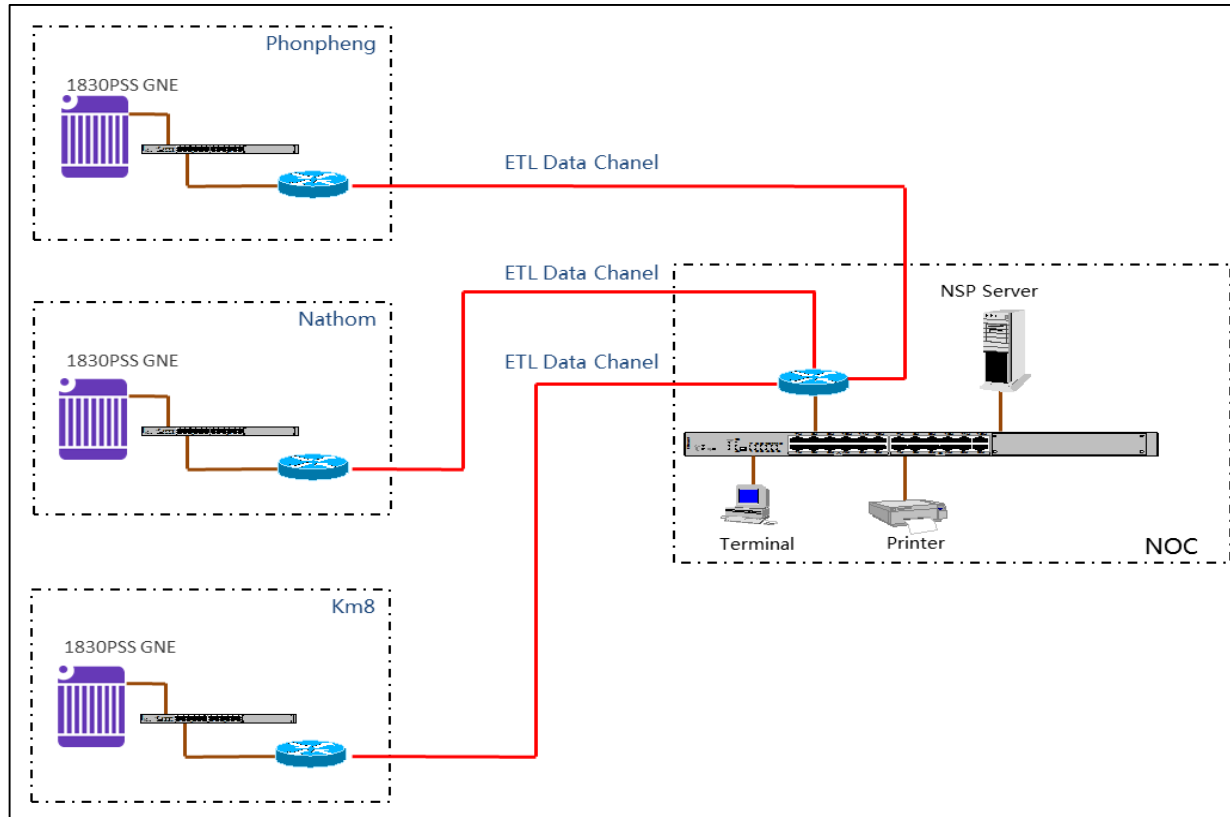 Phonpheng
1830PSS GNE
ETL Data Chanel
ETL Data Chanel
Nathom
1830PSS GNE
ETL Data Chanel
NSP Server
Terminal
Printer
NOC
Km8
1830PSS GNE